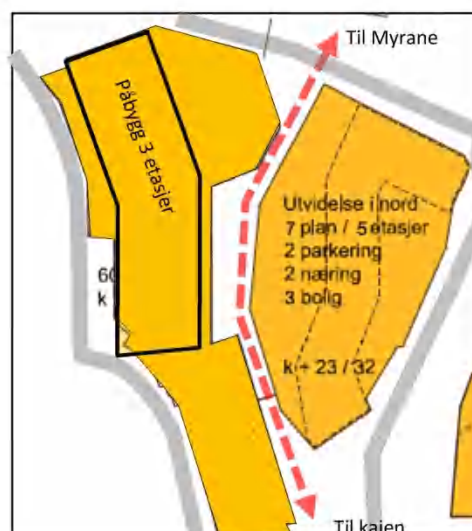 Til Myrane
Påbygg 3 etasjer
Utvidelse i nord
7 plan / 5 etasjer
2 parkering
2 næring
3 bolig
60
k
k + 23 / 32
Til kaien